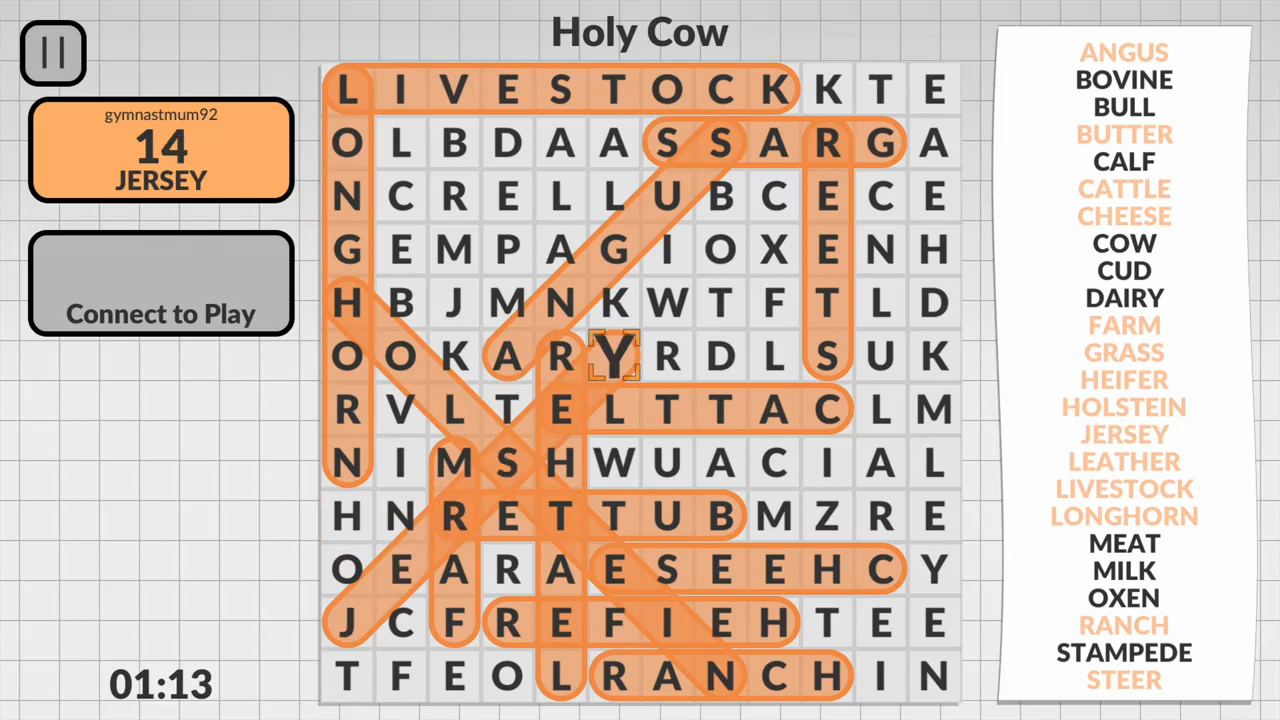 Holy Cow
gymnastmum92
14
JERSEY
Connect to Play
01:13
L I V E S T O C K K T E
O L B D A A S S A R G A
N C R E L L U B C E C E
G E M P A G I O X E N H
H B J M N K W T F T L D
O O K A R Y R D L S U K
R V L T E L T T A C L M
N I M S H W U A C I A L
H N R E T T U B M Z R E
O E A R A E S E E H C Y
J C F R E F I E H T E E
T F E O L R A N C H I N
ANGUS
BOVINE
BULL
BUTTER
CALF
CATTLE
CHEESE
COW
CUD
DAIRY
FARM
GRASS
HEIFER
HOLSTEIN
JERSEY
LEATHER
LIVESTOCK
LONGHORN
MEAT
MILK
OXEN
RANCH
STAMPEDE
STEER